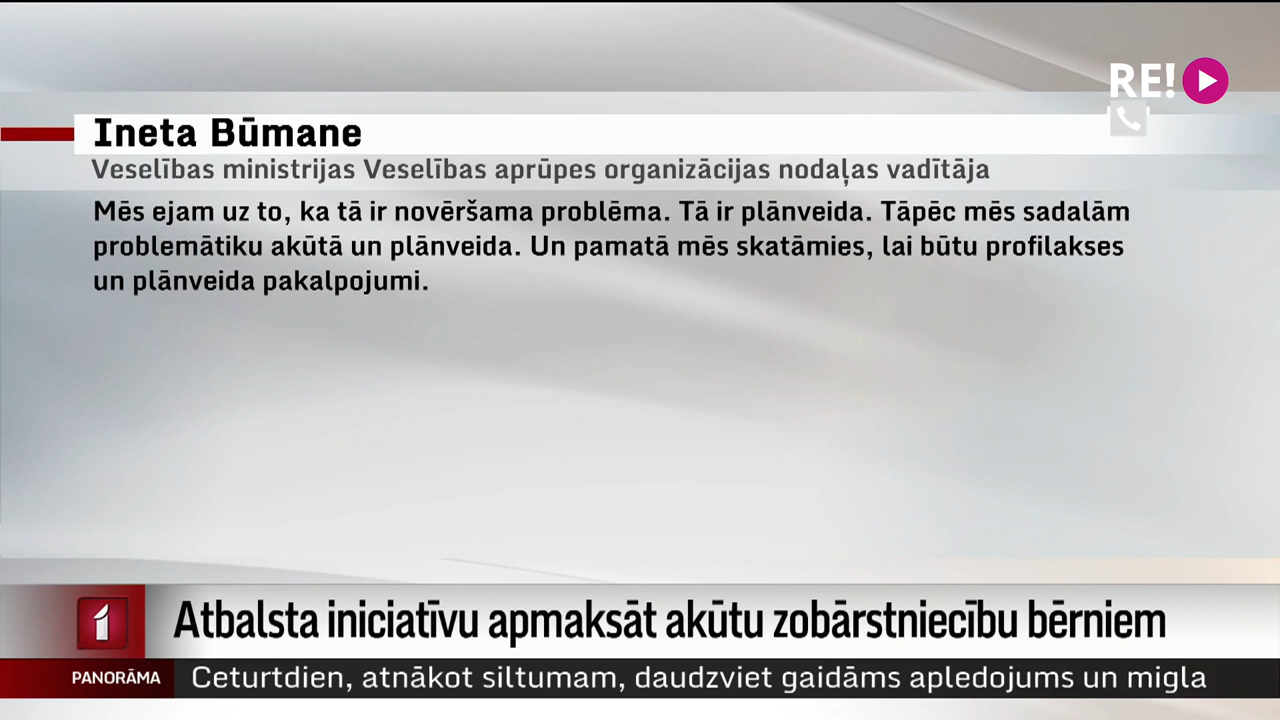 RE!
Ineta Būmane
Veselības ministrijas Veselības aprūpes organizācijas nodaļas vadītāja
Mēs ejam uz to, ka tā ir novēršama problēma. Tā ir plānveida. Tāpēc mēs sadalām
problemātiku akūtā un plānveida. Un pamatā mēs skatāmies, lai būtu profilakses
un plānveida pakalpojumi.
1
Atbalsta iniciatīvu apmaksāt akūtu zobārstniecību bērniem
PANORĀMA
Ceturtdien, atnākot siltumam, daudzviet gaidāms apledojums un migla